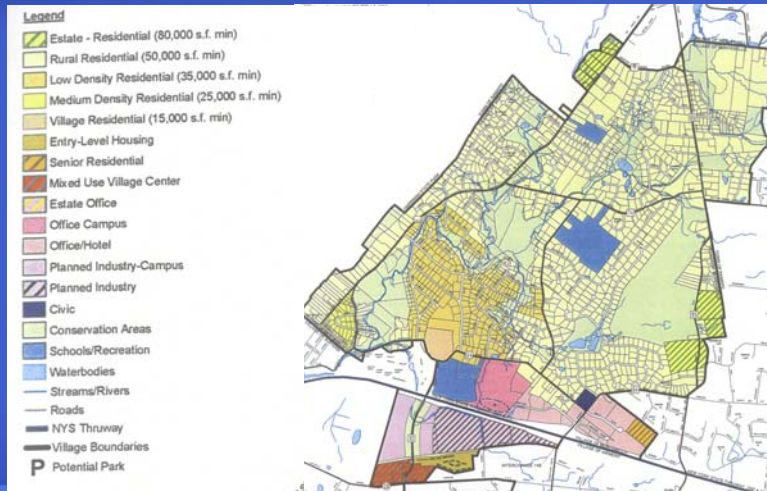 Legend
Estate - Residential (80,000 s.f. min)
Rural Residential (50,000 s.f. min)
Low Density Residential (35,000 s.f. min)
Medium Density Residential (25,000 s.f. min)
Village Residential (15,000 s.f. min)
Entry-Level Housing
Senior Residential
Mixed Use Village Center
Estate Office
Office Campus
Office/Hotel
Planned Industry-Campus
Planned Industry
Civic
Conservation Areas
Schools/Recreation
Waterbodies
Streams/Rivers
Roads
NYS Thruway
Village Boundaries
P Potential Park